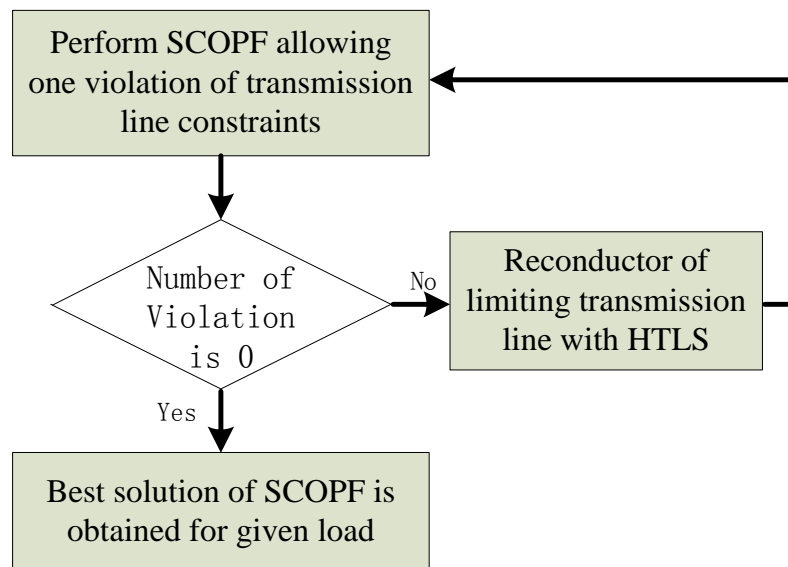 Perform SCOPF allowing
one violation of transmission
line constraints
Number of
Violation
is 0
No
Reconductor of
limiting transmission
line with HTLS
Yes
Best solution of SCOPF is
obtained for given load